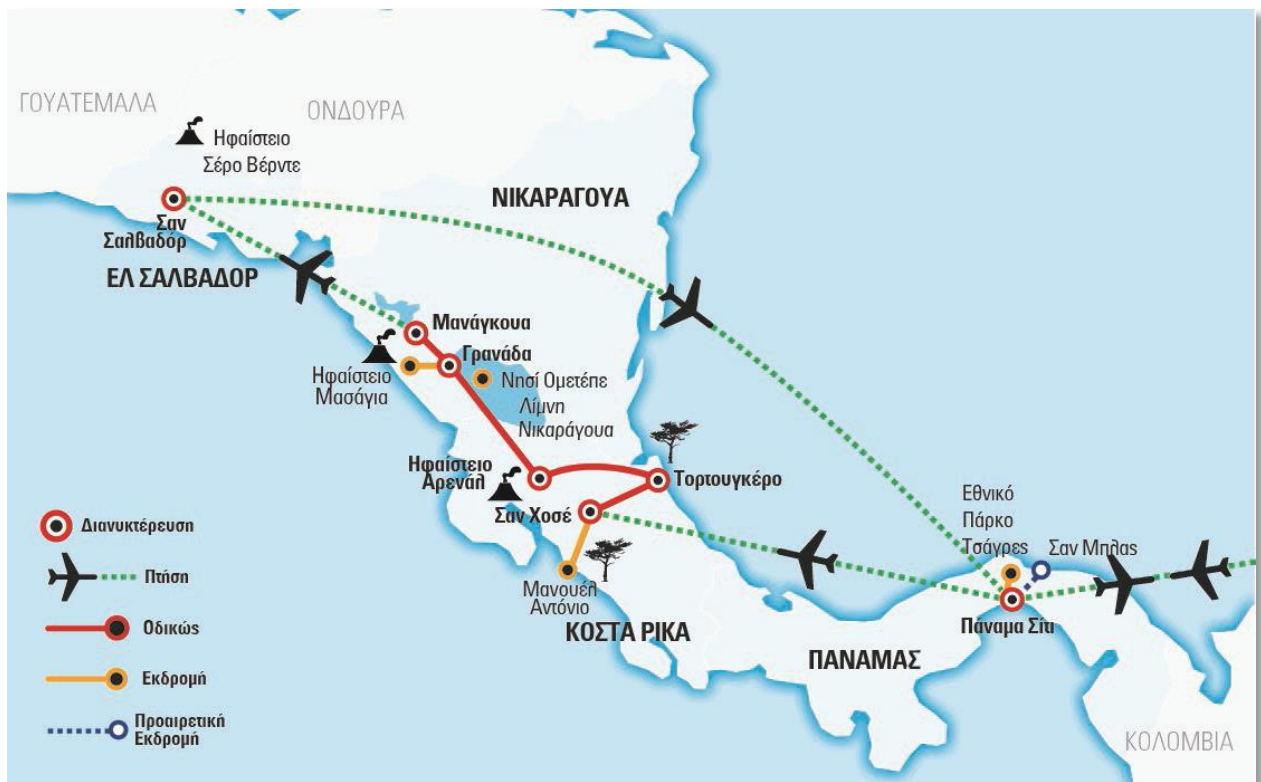 ΓΟΥΑΤΕΜΑΛΑ
ΟΝΔΟΥΡΑ
Ηφαίστειο
Σέρο Βέρντε
ΝΙΚΑΡΑΓΟΥΑ
Σαν
Σαλβαδόρ
ΕΛ ΣΑΛΒΑΔΟΡ
Μανάγκουα
Γρανάδα
Ηφαίστειο
Μασάγια
Νησί Ομετέπε
Λίμνη
Νικαράγουα
Ηφαίστειο
Αρενάλ
Τορτουγκέρο
Σαν Χοσέ
Εθνικό
Πάρκο
Τσάγρες
Σαν Μπλας
Μανουέλ
Αντόνιο
ΚΟΣΤΑ ΡΙΚΑ
Πάναμα Σίτι
ΠΑΝΑΜΑΣ
ΚΟΛΟΜΒΙΑ
Διανυκτέρευση
Πτήση
Οδικώς
Εκδρομή
Προαιρετική
Εκδρομή